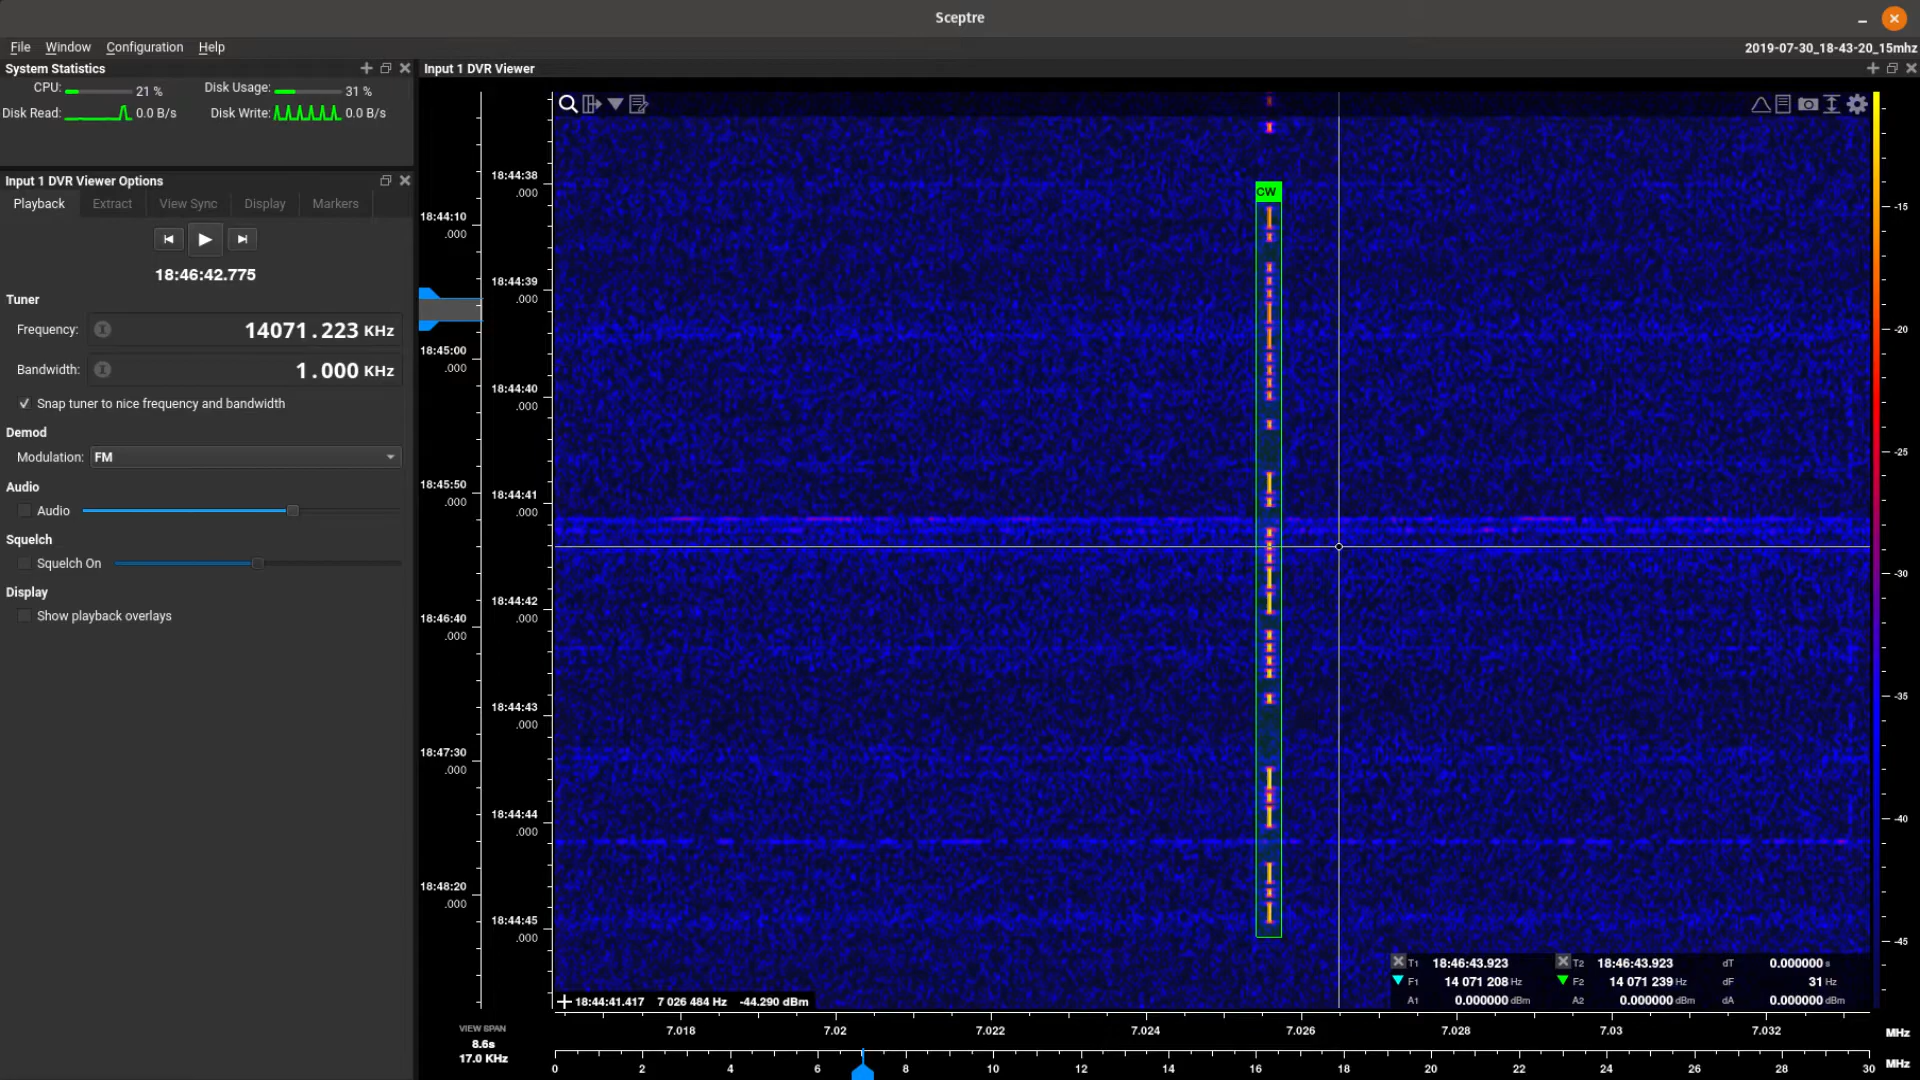 Sceptre
File Window Configuration Help
2019-07-30_18-43-20_15mhz
System Statistics
CPU: 21 % Disk Usage: 31 %
Disk Read: 0.0 B/s Disk Write: 0.0 B/s
Input 1 DVR Viewer Options
Playback Extract View Sync Display Markers
18:46:42.775
Tuner
Frequency: 14071.223 KHz
Bandwidth: 1.000 KHz
Snap tuner to nice frequency and bandwidth
Demod
Modulation: FM
Audio
Audio
Squelch
Squelch On
Display
Show playback overlays
Input 1 DVR Viewer
18:44:10
.000
18:45:00
.000
18:45:50
.000
18:46:40
.000
18:47:30
.000
18:48:20
.000
18:44:38
.000
18:44:39
.000
18:44:40
.000
18:44:41
.000
18:44:42
.000
18:44:43
.000
18:44:44
.000
18:44:45
.000
CW
-15
-20
-25
-30
-35
-40
-45
T1 18:46:43.923 T2 18:46:43.923 dT 0.000000 s
F1 14 071 208 Hz F2 14 071 239 Hz dF 31 Hz
A1 0.000000 dBm A2 0.000000 dBm dA 0.000000 dBm
18:44:41.417 7 026 484 Hz -44.290 dBm
VIEW SPAN
8.6s
17.0 KHz
7.018 7.02 7.022 7.024 7.026 7.028 7.03 7.032 MHz
0 2 4 6 8 10 12 14 16 18 20 22 24 26 28 30 MHz